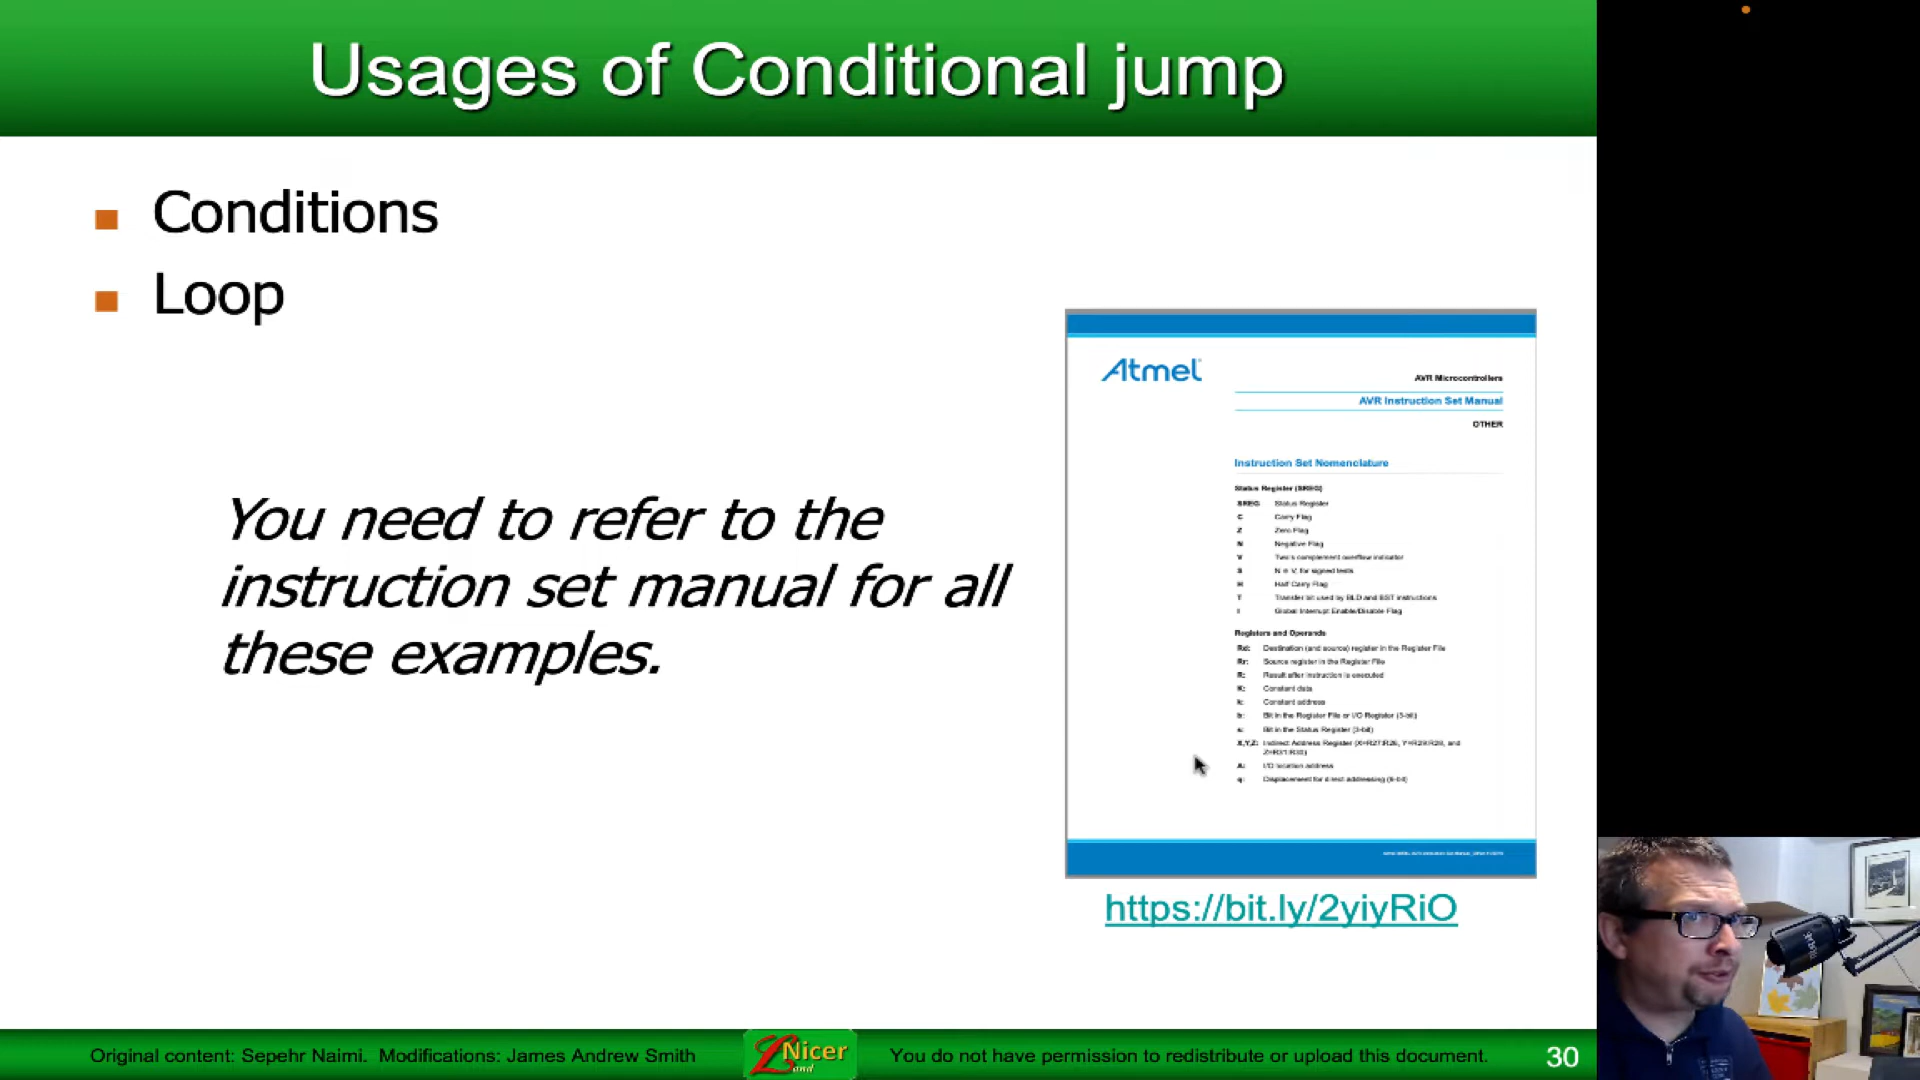 Usages of Conditional jump
Conditions
Loop
You need to refer to the
instruction set manual for all
these examples.
Atmel
AVR Microcontrollers
AVR Instruction Set Manual
OTHER
Instruction Set Nomenclature
Status Register (SREG)
SREG Status Register
C Carry Flag
Z Zero Flag
N Negative Flag
V Two's complement overflow indicator
S N ⊕ V, for signed tests
H Half Carry Flag
T Transfer bit used by BLD and BST instructions
I Global Interrupt Enable/Disable Flag
Registers and Operands
Rd: Destination (and source) register in the Register File
Rr: Source register in the Register File
R: Result after instruction is executed
K: Constant data
k: Constant address
b: Bit in the Register File or I/O Register (3-bit)
s: Bit in the Status Register (3-bit)
X,Y,Z: Indirect Address Register (X=R27:R26, Y=R29:R28, and
Z=R31:R30)
A: I/O location address
q: Displacement for direct addressing (6-bit)
https://bit.ly/2yiyRiO
Original content: Sepehr Naimi. Modifications: James Andrew Smith
Nicer
Land
You do not have permission to redistribute or upload this document.
30